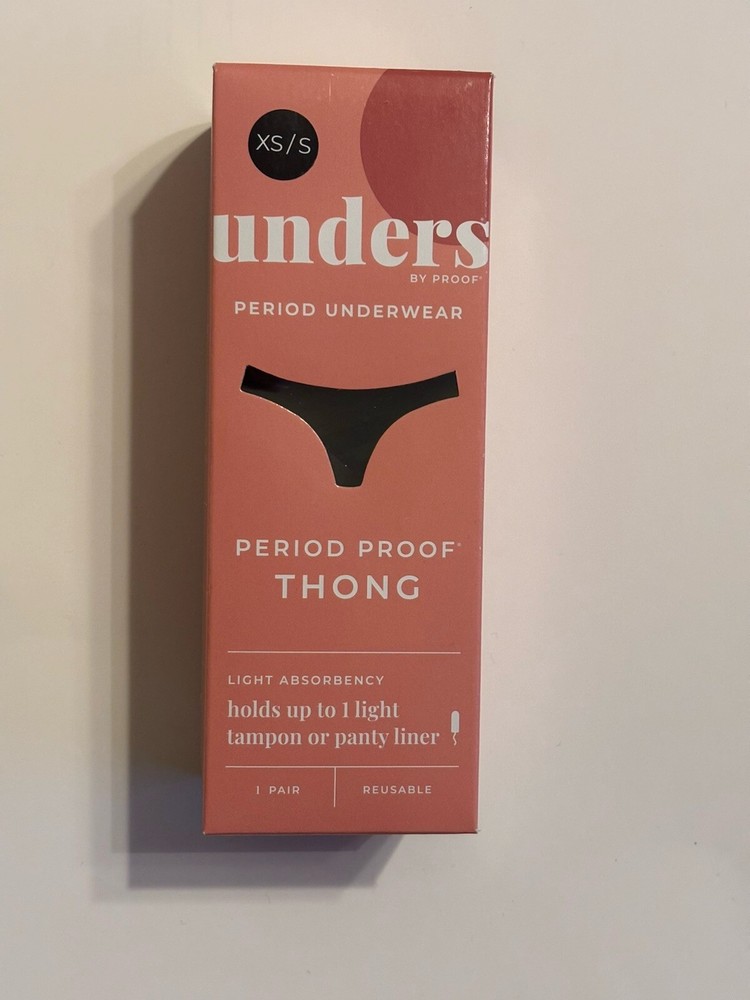 XS/S
unders
BY PROOF®
PERIOD UNDERWEAR
PERIOD PROOF®
THONG
LIGHT ABSORBENCY
holds up to 1 light
tampon or panty liner
1 PAIR
REUSABLE